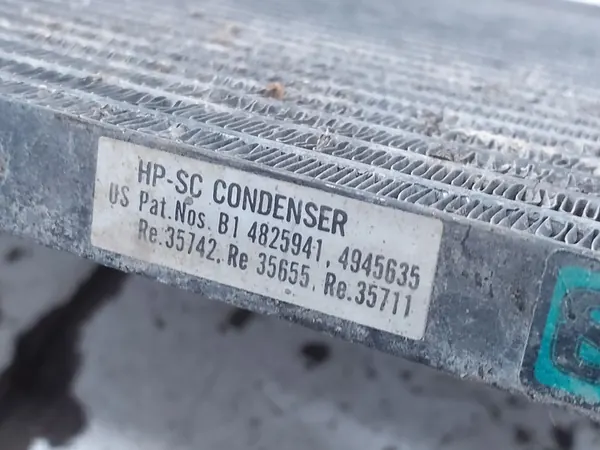 HP-SC CONDENSER
US Pat.Nos. B1 4825941, 4945635
Re.35742, Re 35655, Re.35711